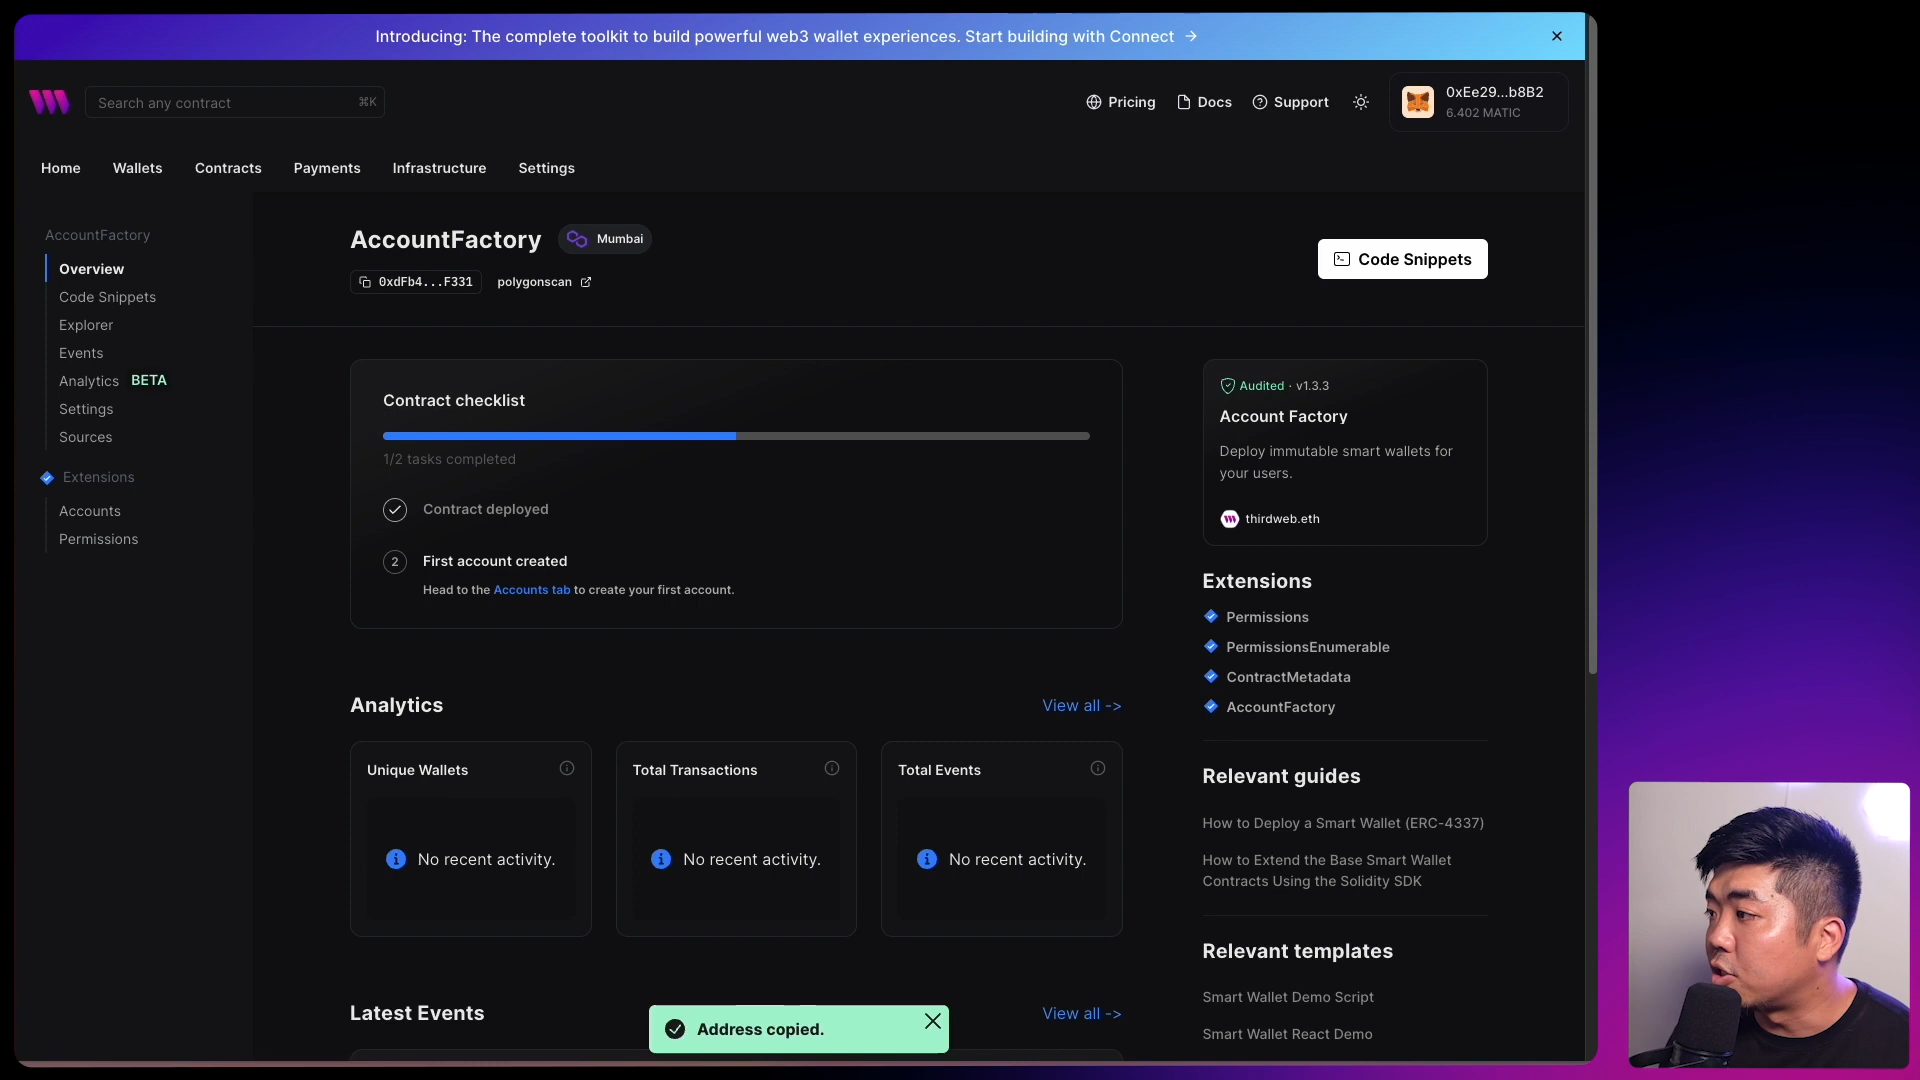 Introducing: The complete toolkit to build powerful web3 wallet experiences. Start building with Connect →
Search any contract ⌘K
Pricing
Docs
Support
0xEe29...b8B2
6.402 MATIC
Home
Wallets
Contracts
Payments
Infrastructure
Settings
AccountFactory
Overview
Code Snippets
Explorer
Events
Analytics BETA
Settings
Sources
Extensions
Accounts
Permissions
AccountFactory
Mumbai
0xdFb4...F331
polygonscan
Code Snippets
Contract checklist
1/2 tasks completed
Contract deployed
2 First account created
Head to the Accounts tab to create your first account.
Analytics
View all ->
Unique Wallets
No recent activity.
Total Transactions
No recent activity.
Total Events
No recent activity.
Latest Events
View all ->
Address copied.
Audited · v1.3.3
Account Factory
Deploy immutable smart wallets for
your users.
thirdweb.eth
Extensions
Permissions
PermissionsEnumerable
ContractMetadata
AccountFactory
Relevant guides
How to Deploy a Smart Wallet (ERC-4337)
How to Extend the Base Smart Wallet
Contracts Using the Solidity SDK
Relevant templates
Smart Wallet Demo Script
Smart Wallet React Demo